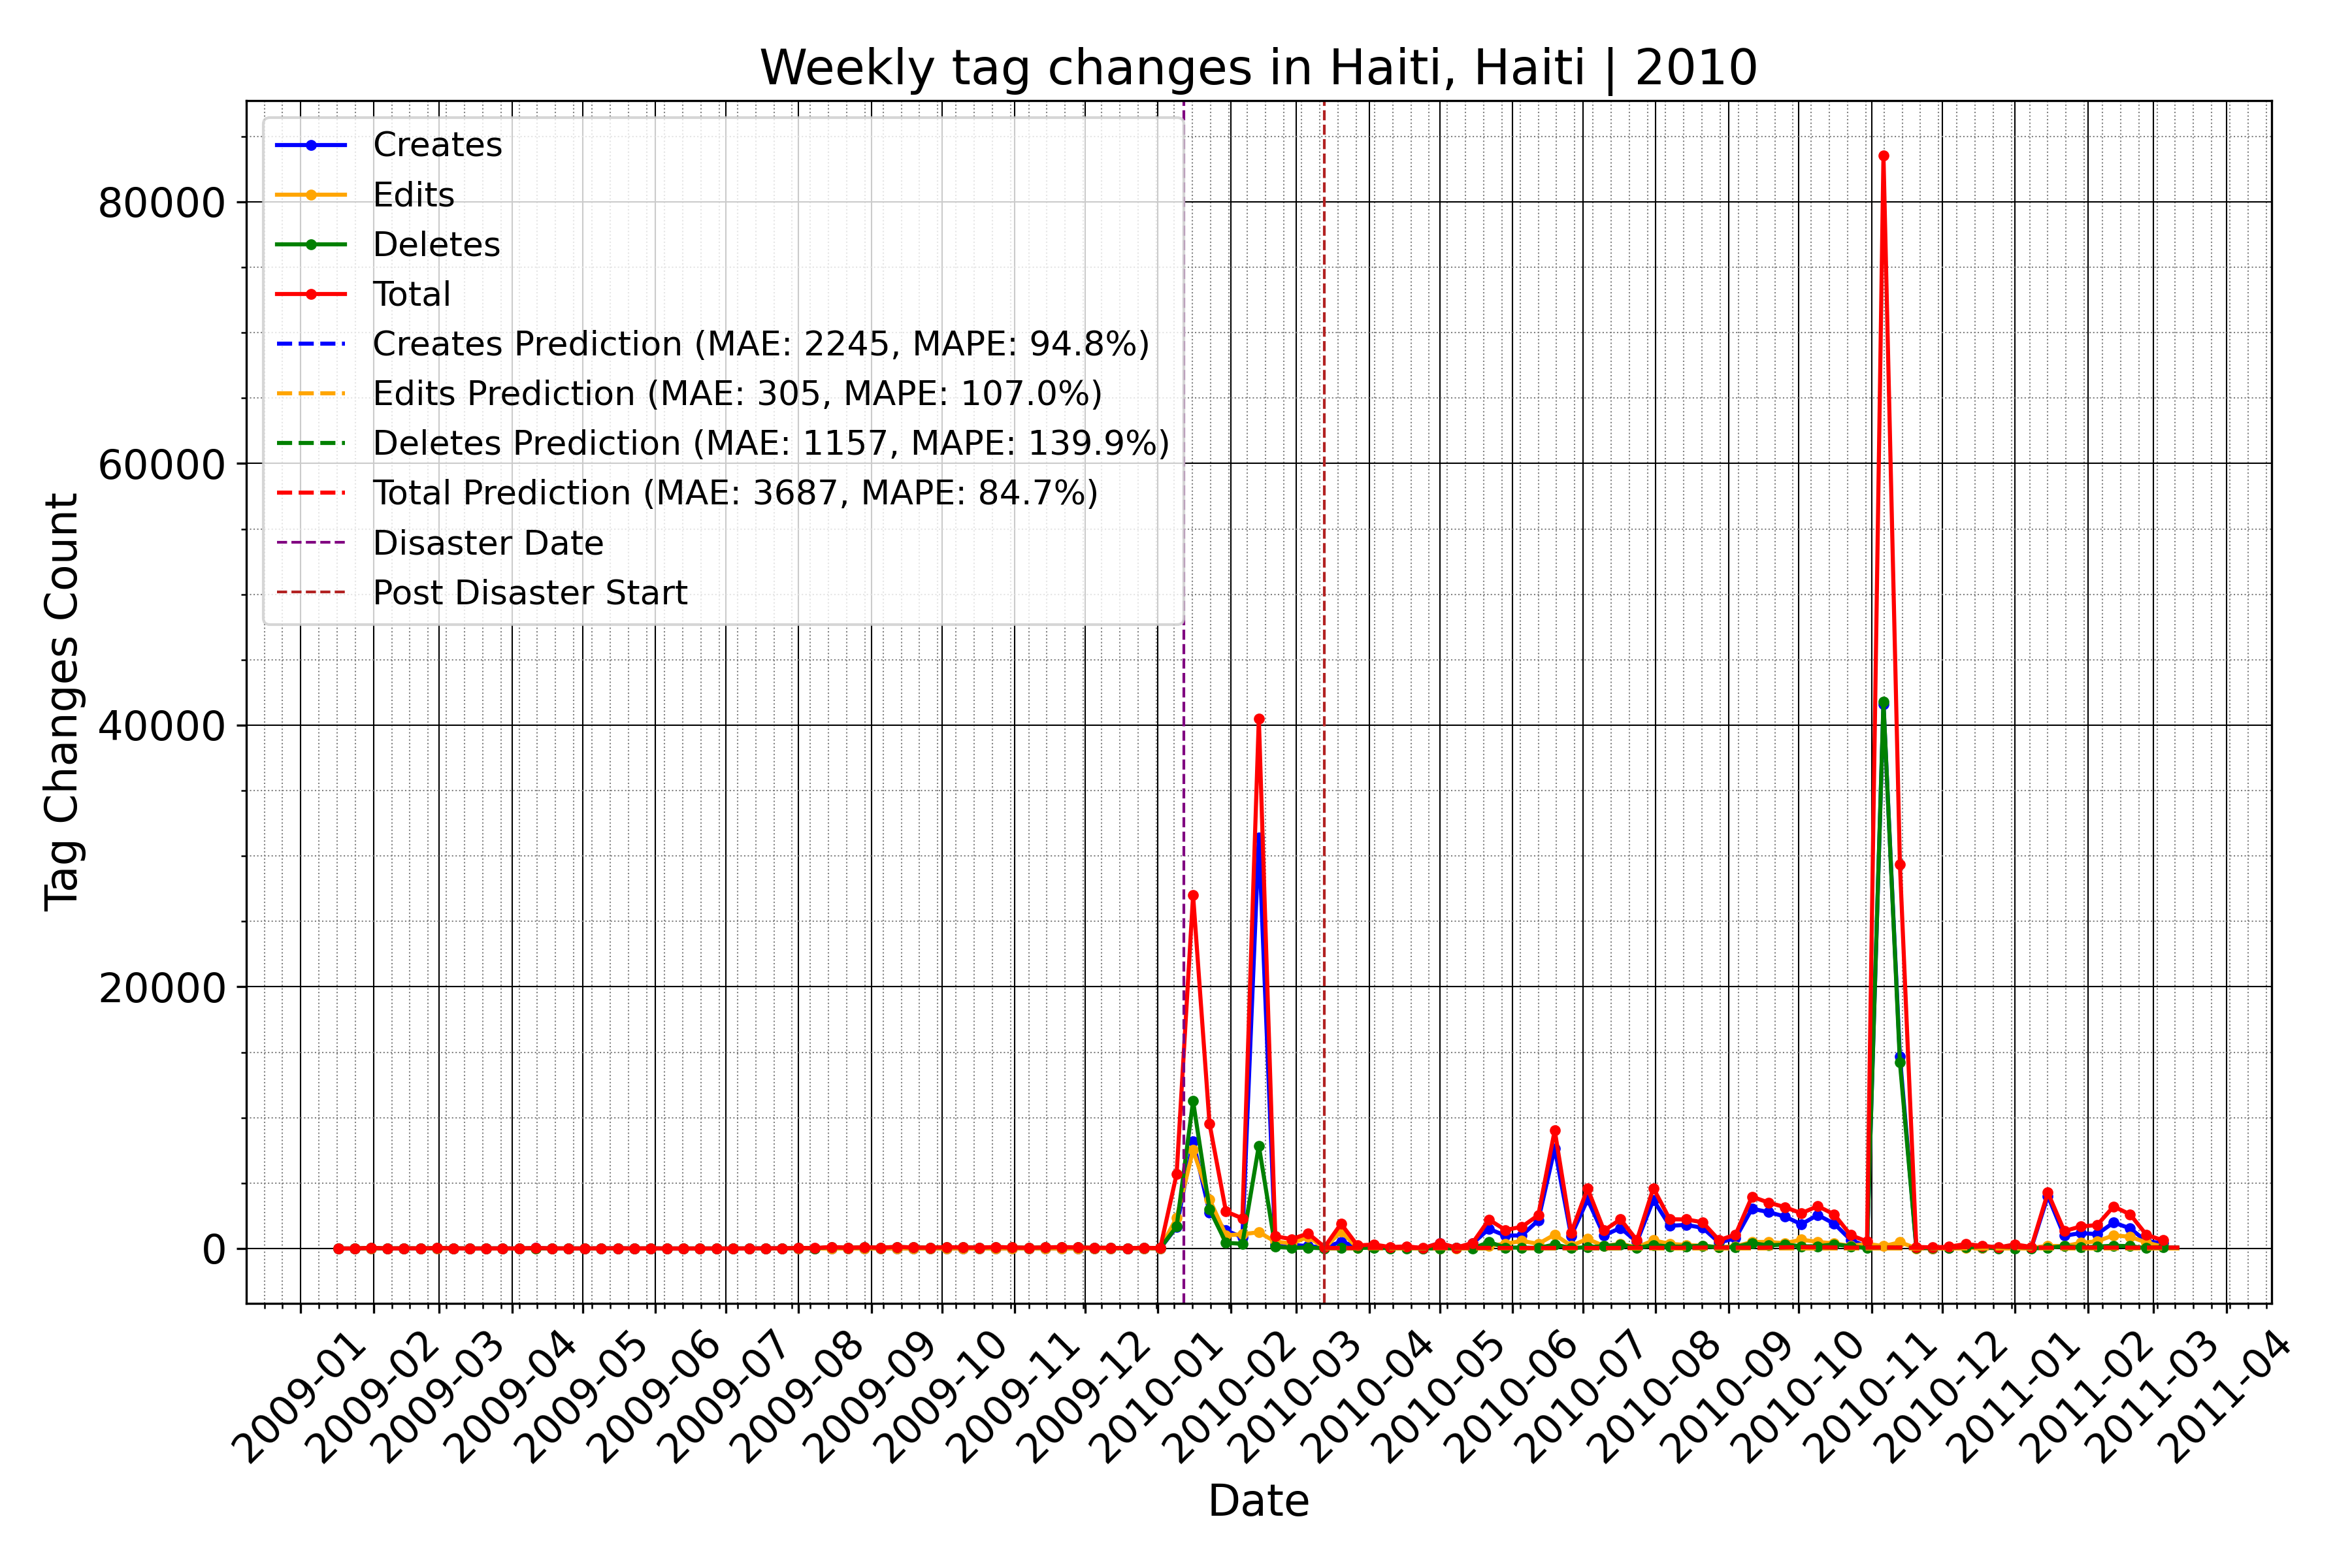 Weekly tag changes in Haiti, Haiti | 2010
Creates
Edits
Deletes
Total
Creates Prediction (MAE: 2245, MAPE: 94.8%)
Edits Prediction (MAE: 305, MAPE: 107.0%)
Deletes Prediction (MAE: 1157, MAPE: 139.9%)
Total Prediction (MAE: 3687, MAPE: 84.7%)
Disaster Date
Post Disaster Start
Tag Changes Count
80000
60000
40000
20000
0
2009-01
2009-02
2009-03
2009-04
2009-05
2009-06
2009-07
2009-08
2009-09
2009-10
2009-11
2009-12
2010-01
2010-02
2010-03
2010-04
2010-05
2010-06
2010-07
2010-08
2010-09
2010-10
2010-11
2010-12
2011-01
2011-02
2011-03
2011-04
Date